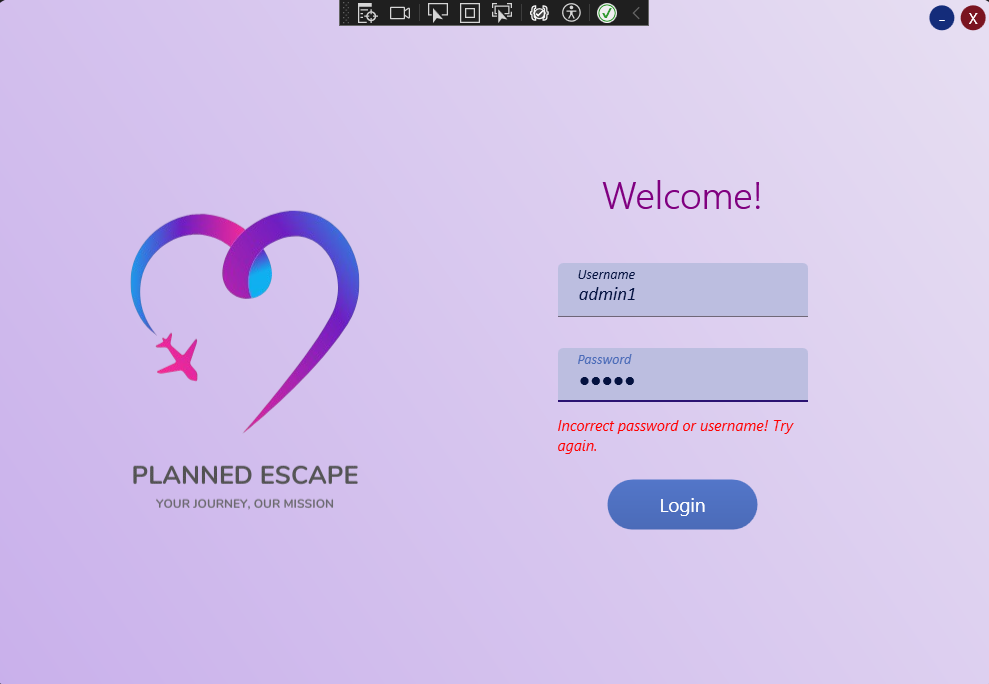 X
Welcome!
Username
admin1
Password
●●●●●
Incorrect password or username! Try
again.
Login
PLANNED ESCAPE
YOUR JOURNEY, OUR MISSION